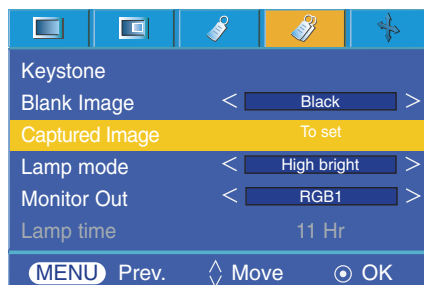 Keystone
Blank Image < Black >
Captured Image To set
Lamp mode < High bright >
Monitor Out < RGB1 >
Lamp time 11 Hr
MENU Prev. Move OK